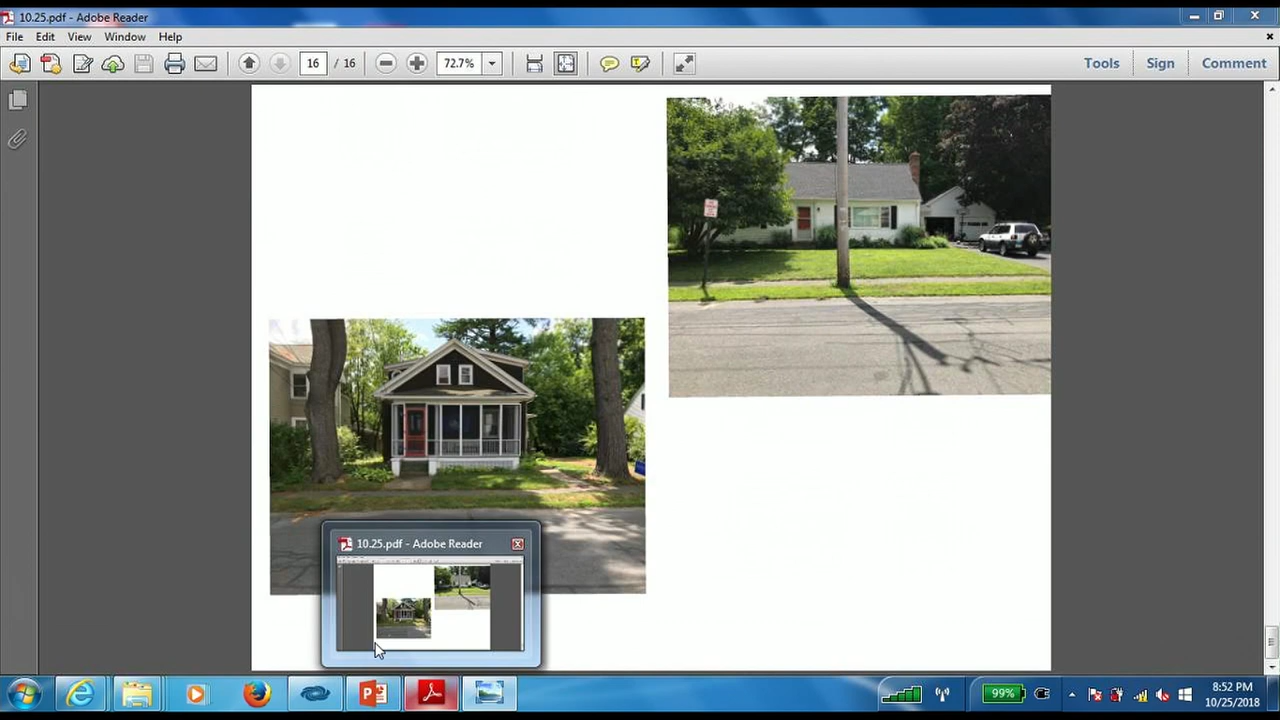 10.25.pdf - Adobe Reader
File Edit View Window Help
16 / 16 72.7% Tools Sign Comment
10.25.pdf - Adobe Reader
99%
8:52 PM
10/25/2018